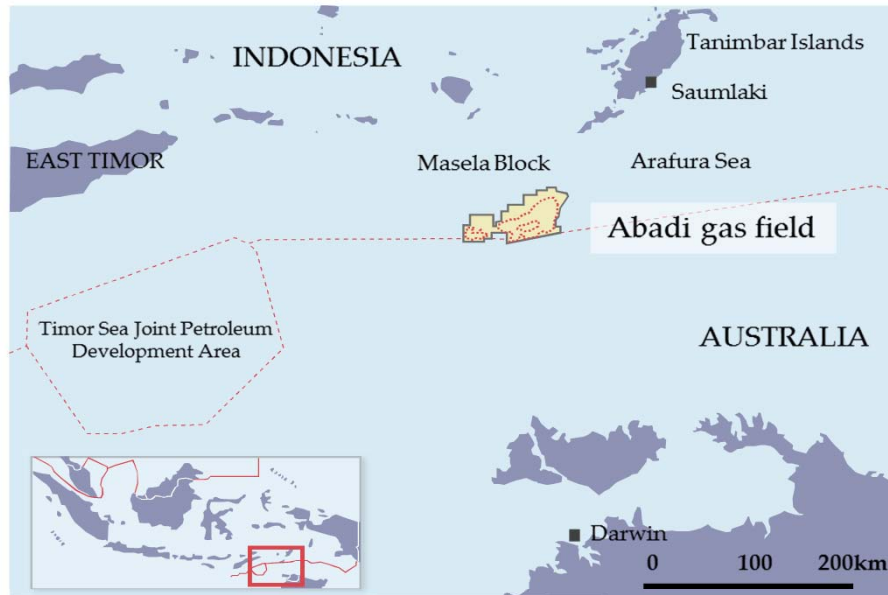 INDONESIA
Tanimbar Islands
Saumlaki
EAST TIMOR
Masela Block
Arafura Sea
Abadi gas field
Timor Sea Joint Petroleum
Development Area
AUSTRALIA
Darwin
0 100 200km